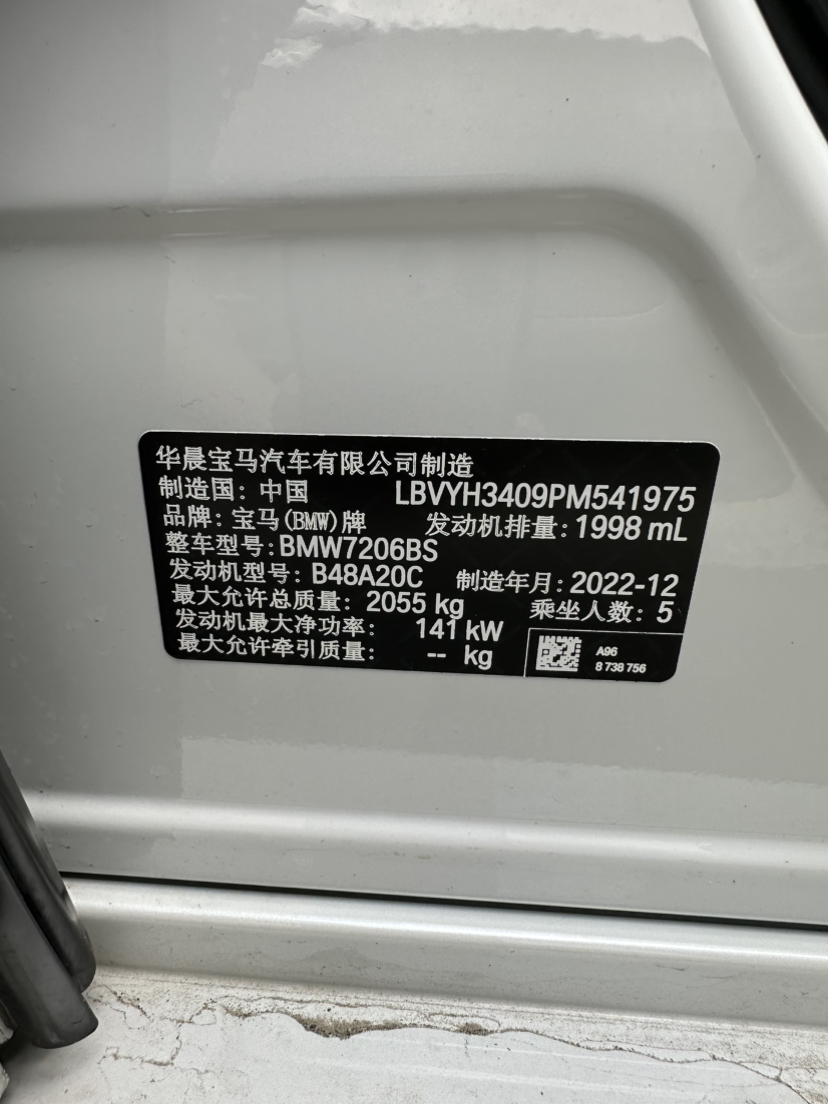 华晨宝马汽车有限公司制造
制造国：中国 LBVYH3409PM541975
品牌：宝马(BMW)牌 发动机排量：1998 mL
整车型号：BMW7206BS
发动机型号：B48A20C 制造年月：2022-12
最大允许总质量：2055 kg 乘坐人数：5
发动机最大净功率： 141 kW
最大允许牵引质量： -- kg
A96
8 738 756